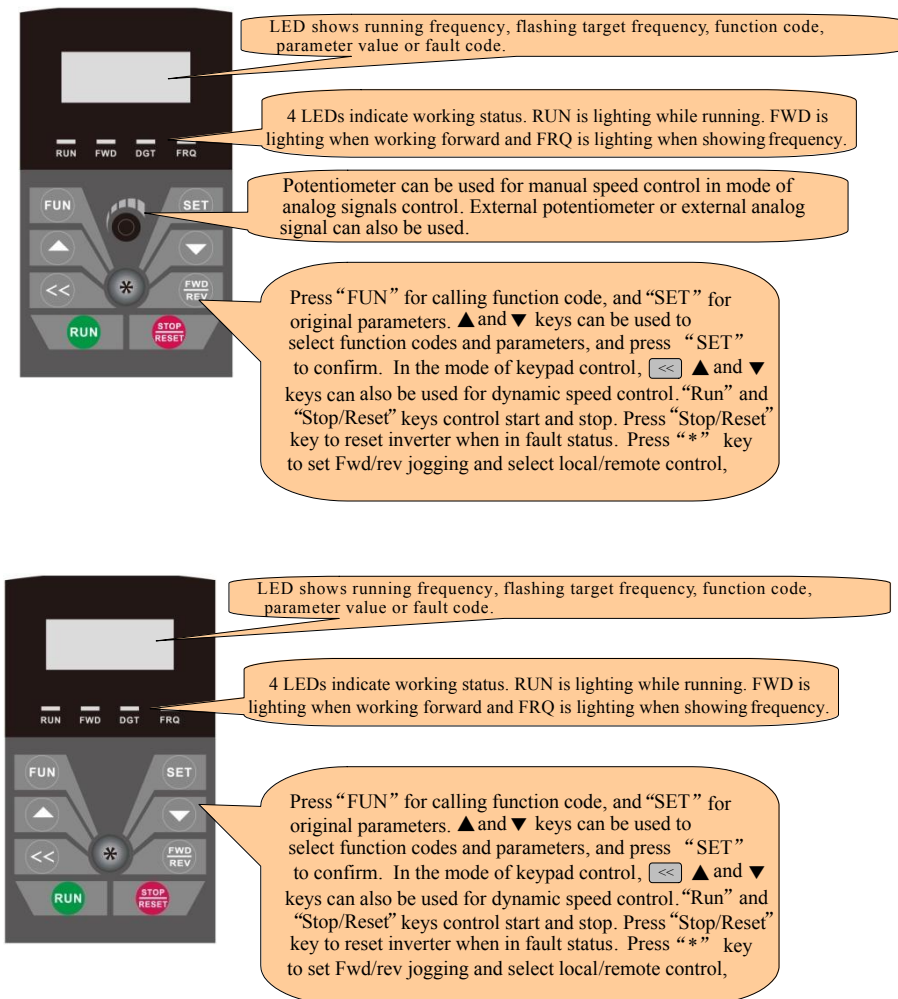 LED shows running frequency, flashing target frequency, function code,
parameter value or fault code.
4 LEDs indicate working status. RUN is lighting while running. FWD is
lighting when working forward and FRQ is lighting when showing frequency.
RUN FWD DGT FRQ
Potentiometer can be used for manual speed control in mode of
analog signals control. External potentiometer or external analog
signal can also be used.
FUN SET
▲ ▼
<< * FWD
REV
RUN STOP
RESET
Press “FUN” for calling function code, and “SET” for
original parameters. ▲ and ▼ keys can be used to
select function codes and parameters, and press “SET”
to confirm. In the mode of keypad control, << ▲ and ▼
keys can also be used for dynamic speed control. “Run” and
“Stop/Reset” keys control start and stop. Press “Stop/Reset”
key to reset inverter when in fault status. Press “*” key
to set Fwd/rev jogging and select local/remote control,
LED shows running frequency, flashing target frequency, function code,
parameter value or fault code.
4 LEDs indicate working status. RUN is lighting while running. FWD is
lighting when working forward and FRQ is lighting when showing frequency.
RUN FWD DGT FRQ
FUN SET
▲ ▼
<< * FWD
REV
RUN STOP
RESET
Press “FUN” for calling function code, and “SET” for
original parameters. ▲ and ▼ keys can be used to
select function codes and parameters, and press “SET”
to confirm. In the mode of keypad control, << ▲ and ▼
keys can also be used for dynamic speed control. “Run” and
“Stop/Reset” keys control start and stop. Press “Stop/Reset”
key to reset inverter when in fault status. Press “*” key
to set Fwd/rev jogging and select local/remote control,